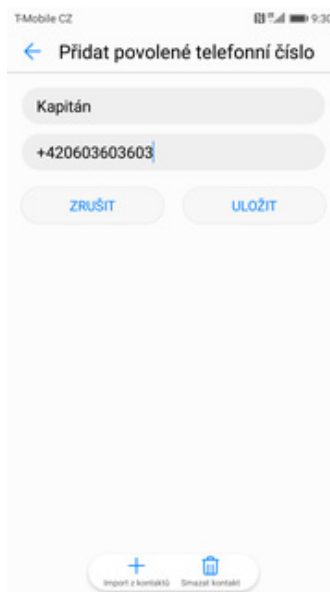 T-Mobile CZ 9:30
Přidat povolené telefonní číslo
Kapitán
+420603603603
ZRUŠIT ULOŽIT
Import z kontaktů Smazat kontakt